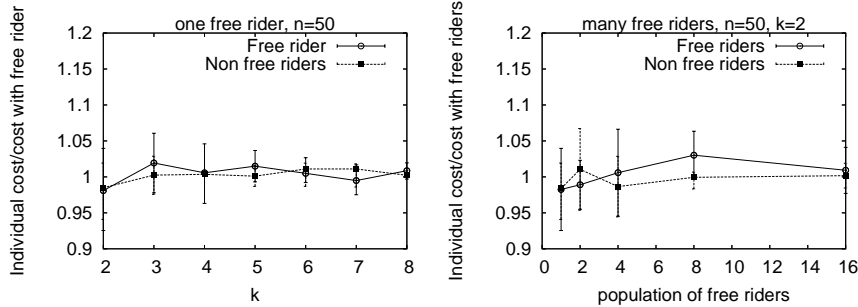 one free rider, n=50
Individual cost/cost with free rider
Free rider
Non free riders
1.2
1.15
1.1
1.05
1
0.95
0.9
2 3 4 5 6 7 8
k
many free riders, n=50, k=2
Individual cost/cost with free riders
Free riders
Non free riders
1.2
1.15
1.1
1.05
1
0.95
0.9
0 2 4 6 8 10 12 14 16
population of free riders